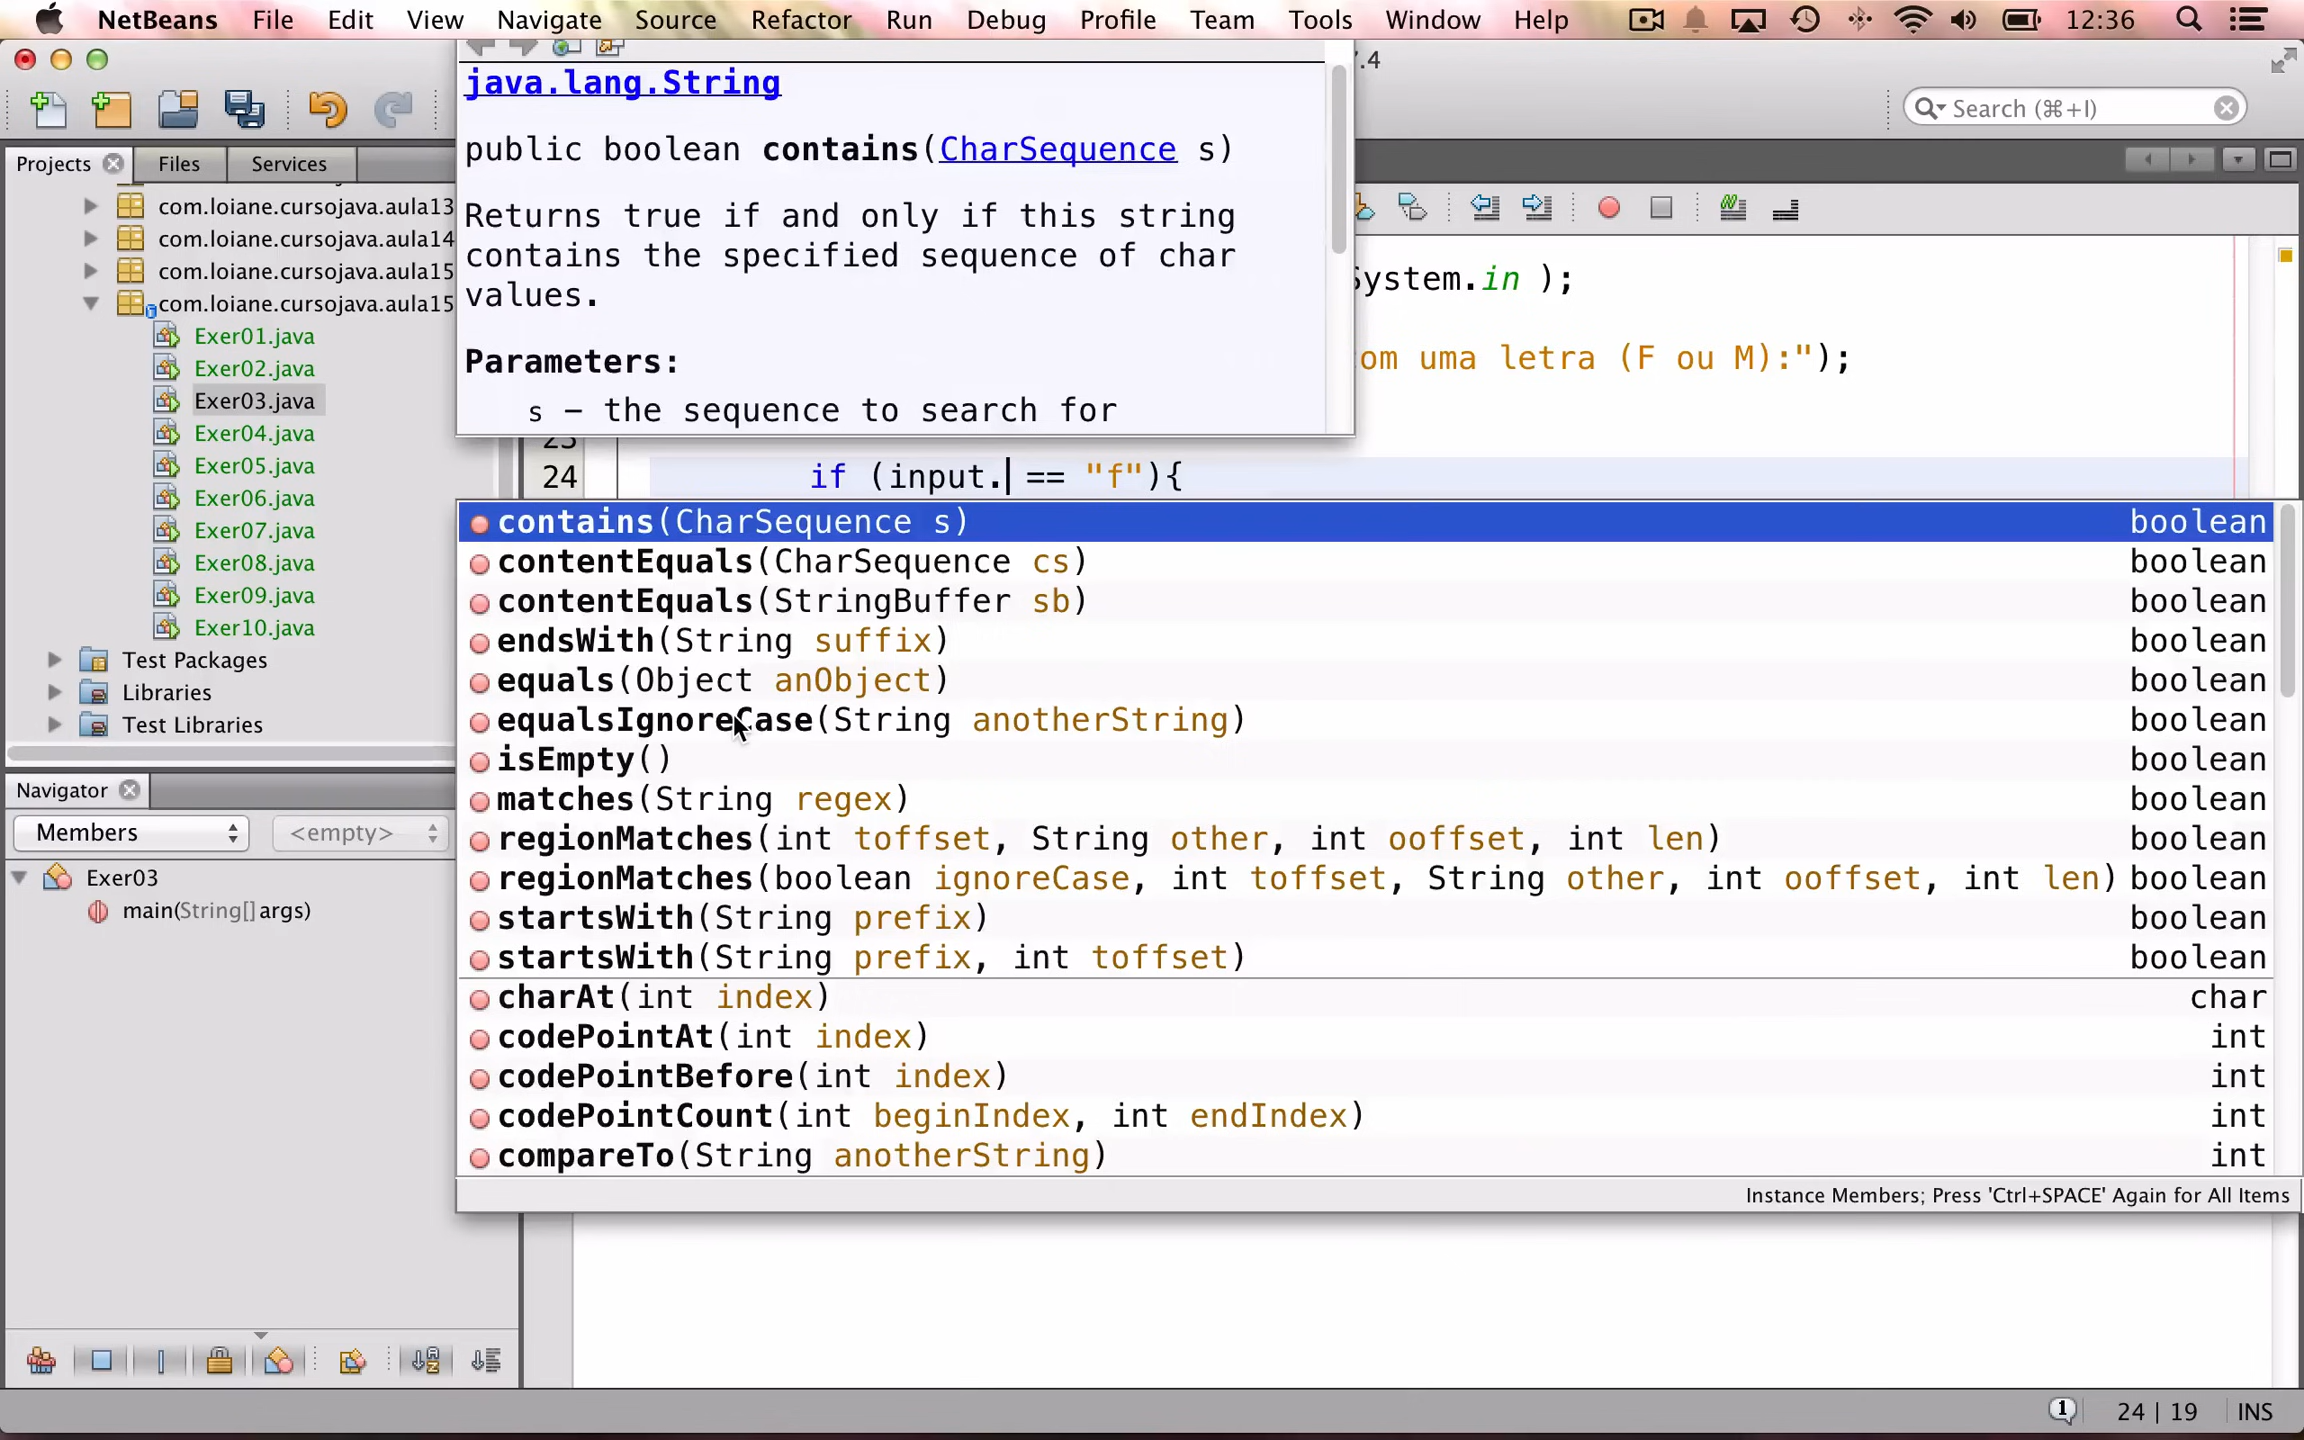 NetBeans File Edit View Navigate Source Refactor Run Debug Profile Team Tools Window Help 12:36
7.4
Search (⌘+I)
Projects Files Services
com.loiane.cursojava.aula13
com.loiane.cursojava.aula14
com.loiane.cursojava.aula15
com.loiane.cursojava.aula15
Exer01.java
Exer02.java
Exer03.java
Exer04.java
Exer05.java
Exer06.java
Exer07.java
Exer08.java
Exer09.java
Exer10.java
Test Packages
Libraries
Test Libraries
Navigator
Members <empty>
Exer03
main(String[] args)
java.lang.String
public boolean contains(CharSequence s)
Returns true if and only if this string
contains the specified sequence of char
values.
Parameters:
s – the sequence to search for
System.in );
om uma letra (F ou M):");
23
24 if (input. == "f"){
contains(CharSequence s) boolean
contentEquals(CharSequence cs) boolean
contentEquals(StringBuffer sb) boolean
endsWith(String suffix) boolean
equals(Object anObject) boolean
equalsIgnoreCase(String anotherString) boolean
isEmpty() boolean
matches(String regex) boolean
regionMatches(int toffset, String other, int ooffset, int len) boolean
regionMatches(boolean ignoreCase, int toffset, String other, int ooffset, int len) boolean
startsWith(String prefix) boolean
startsWith(String prefix, int toffset) boolean
charAt(int index) char
codePointAt(int index) int
codePointBefore(int index) int
codePointCount(int beginIndex, int endIndex) int
compareTo(String anotherString) int
Instance Members; Press 'Ctrl+SPACE' Again for All Items
1 24 | 19 INS